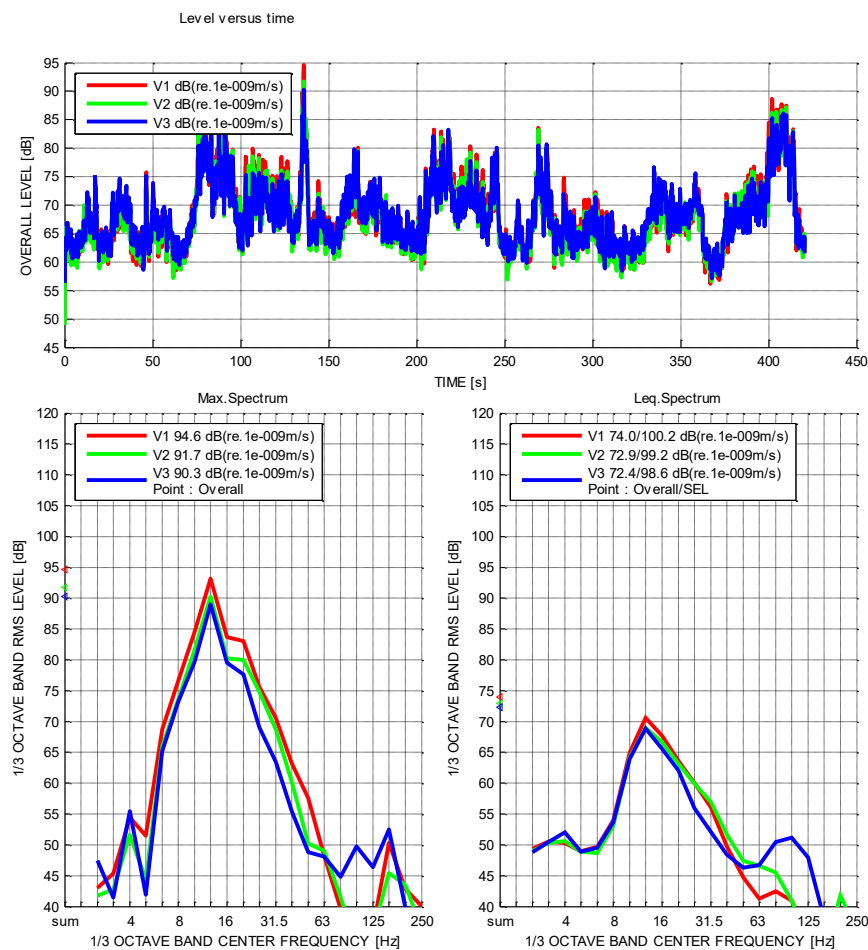 Level versus time
V1 dB(re.1e-009m/s)
V2 dB(re.1e-009m/s)
V3 dB(re.1e-009m/s)
OVERALL LEVEL [dB]
95
90
85
80
75
70
65
60
55
50
45
0 50 100 150 200 250 300 350 400 450
TIME [s]
Max.Spectrum
V1 94.6 dB(re.1e-009m/s)
V2 91.7 dB(re.1e-009m/s)
V3 90.3 dB(re.1e-009m/s)
Point : Overall
1/3 OCTAVE BAND RMS LEVEL [dB]
120
115
110
105
100
95
90
85
80
75
70
65
60
55
50
45
40
sum 4 8 16 31.5 63 125 250
1/3 OCTAVE BAND CENTER FREQUENCY [Hz]
Leq.Spectrum
V1 74.0/100.2 dB(re.1e-009m/s)
V2 72.9/99.2 dB(re.1e-009m/s)
V3 72.4/98.6 dB(re.1e-009m/s)
Point : Overall/SEL
1/3 OCTAVE BAND RMS LEVEL [dB]
120
115
110
105
100
95
90
85
80
75
70
65
60
55
50
45
40
sum 4 8 16 31.5 63 125 250
1/3 OCTAVE BAND CENTER FREQUENCY [Hz]